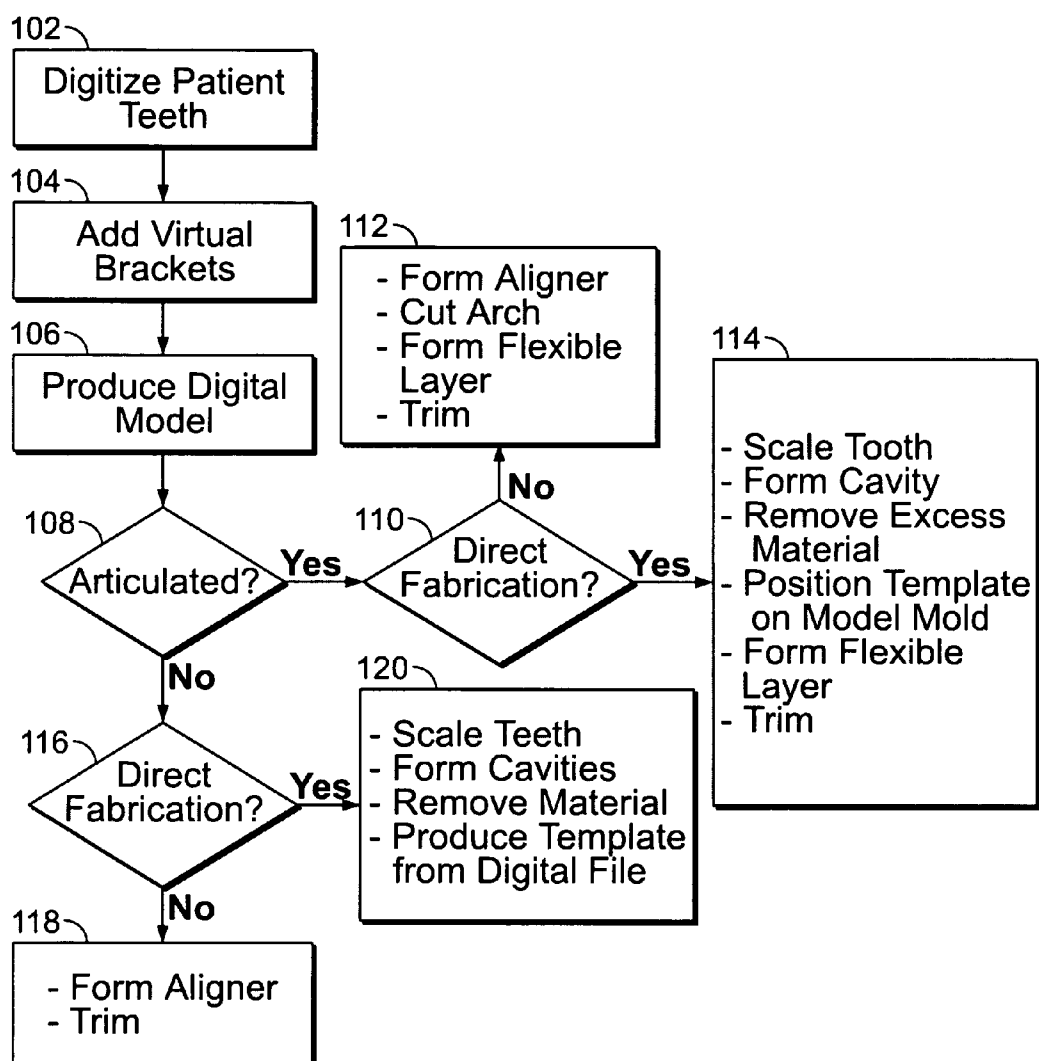 102
Digitize Patient
Teeth
104
Add Virtual
Brackets
106
Produce Digital
Model
108
Articulated?
Yes
No
110
Direct
Fabrication?
No
Yes
112
- Form Aligner
- Cut Arch
- Form Flexible
Layer
- Trim
114
- Scale Tooth
- Form Cavity
- Remove Excess
Material
- Position Template
on Model Mold
- Form Flexible
Layer
- Trim
116
Direct
Fabrication?
Yes
No
120
- Scale Teeth
- Form Cavities
- Remove Material
- Produce Template
from Digital File
118
- Form Aligner
- Trim